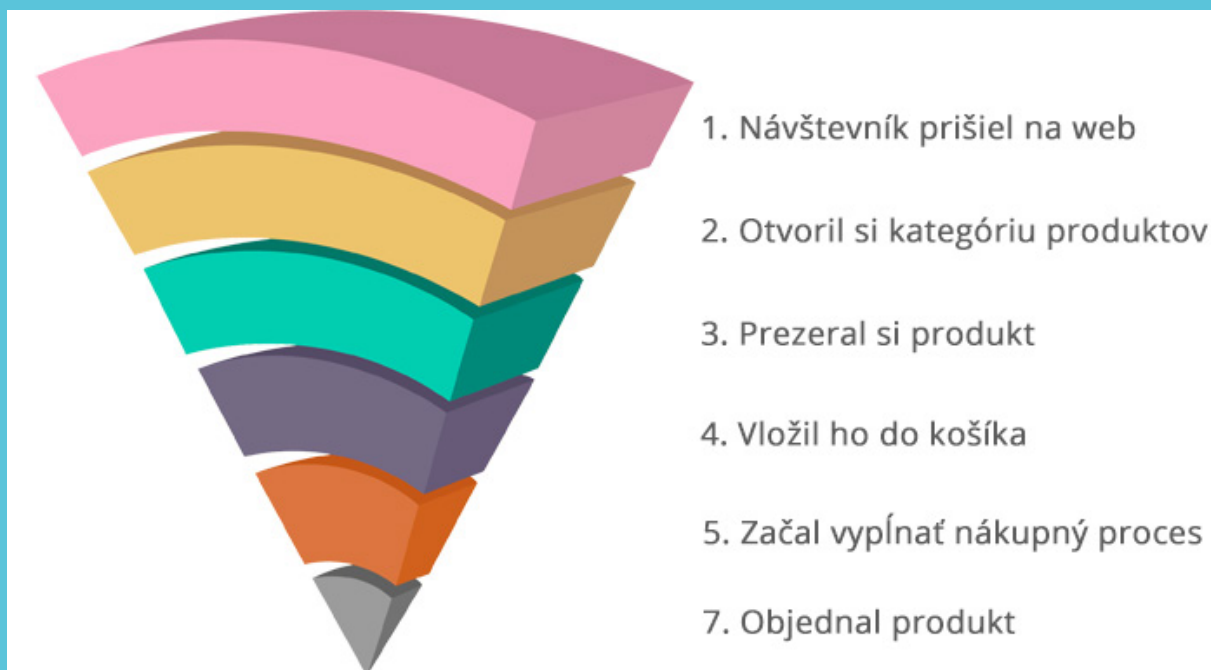 1. Návštevník prišiel na web
2. Otvoril si kategóriu produktov
3. Prezeral si produkt
4. Vložil ho do košíka
5. Začal vypĺnať nákupný proces
7. Objednal produkt